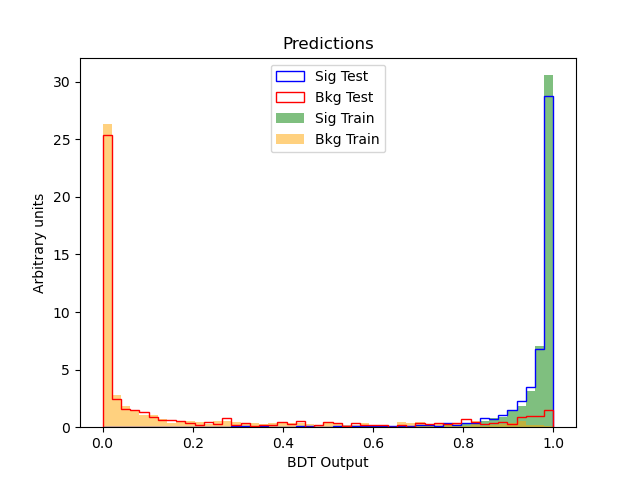 Predictions
Sig Test
Bkg Test
Sig Train
Bkg Train
30
25
20
15
10
5
0
Arbitrary units
0.0 0.2 0.4 0.6 0.8 1.0
BDT Output